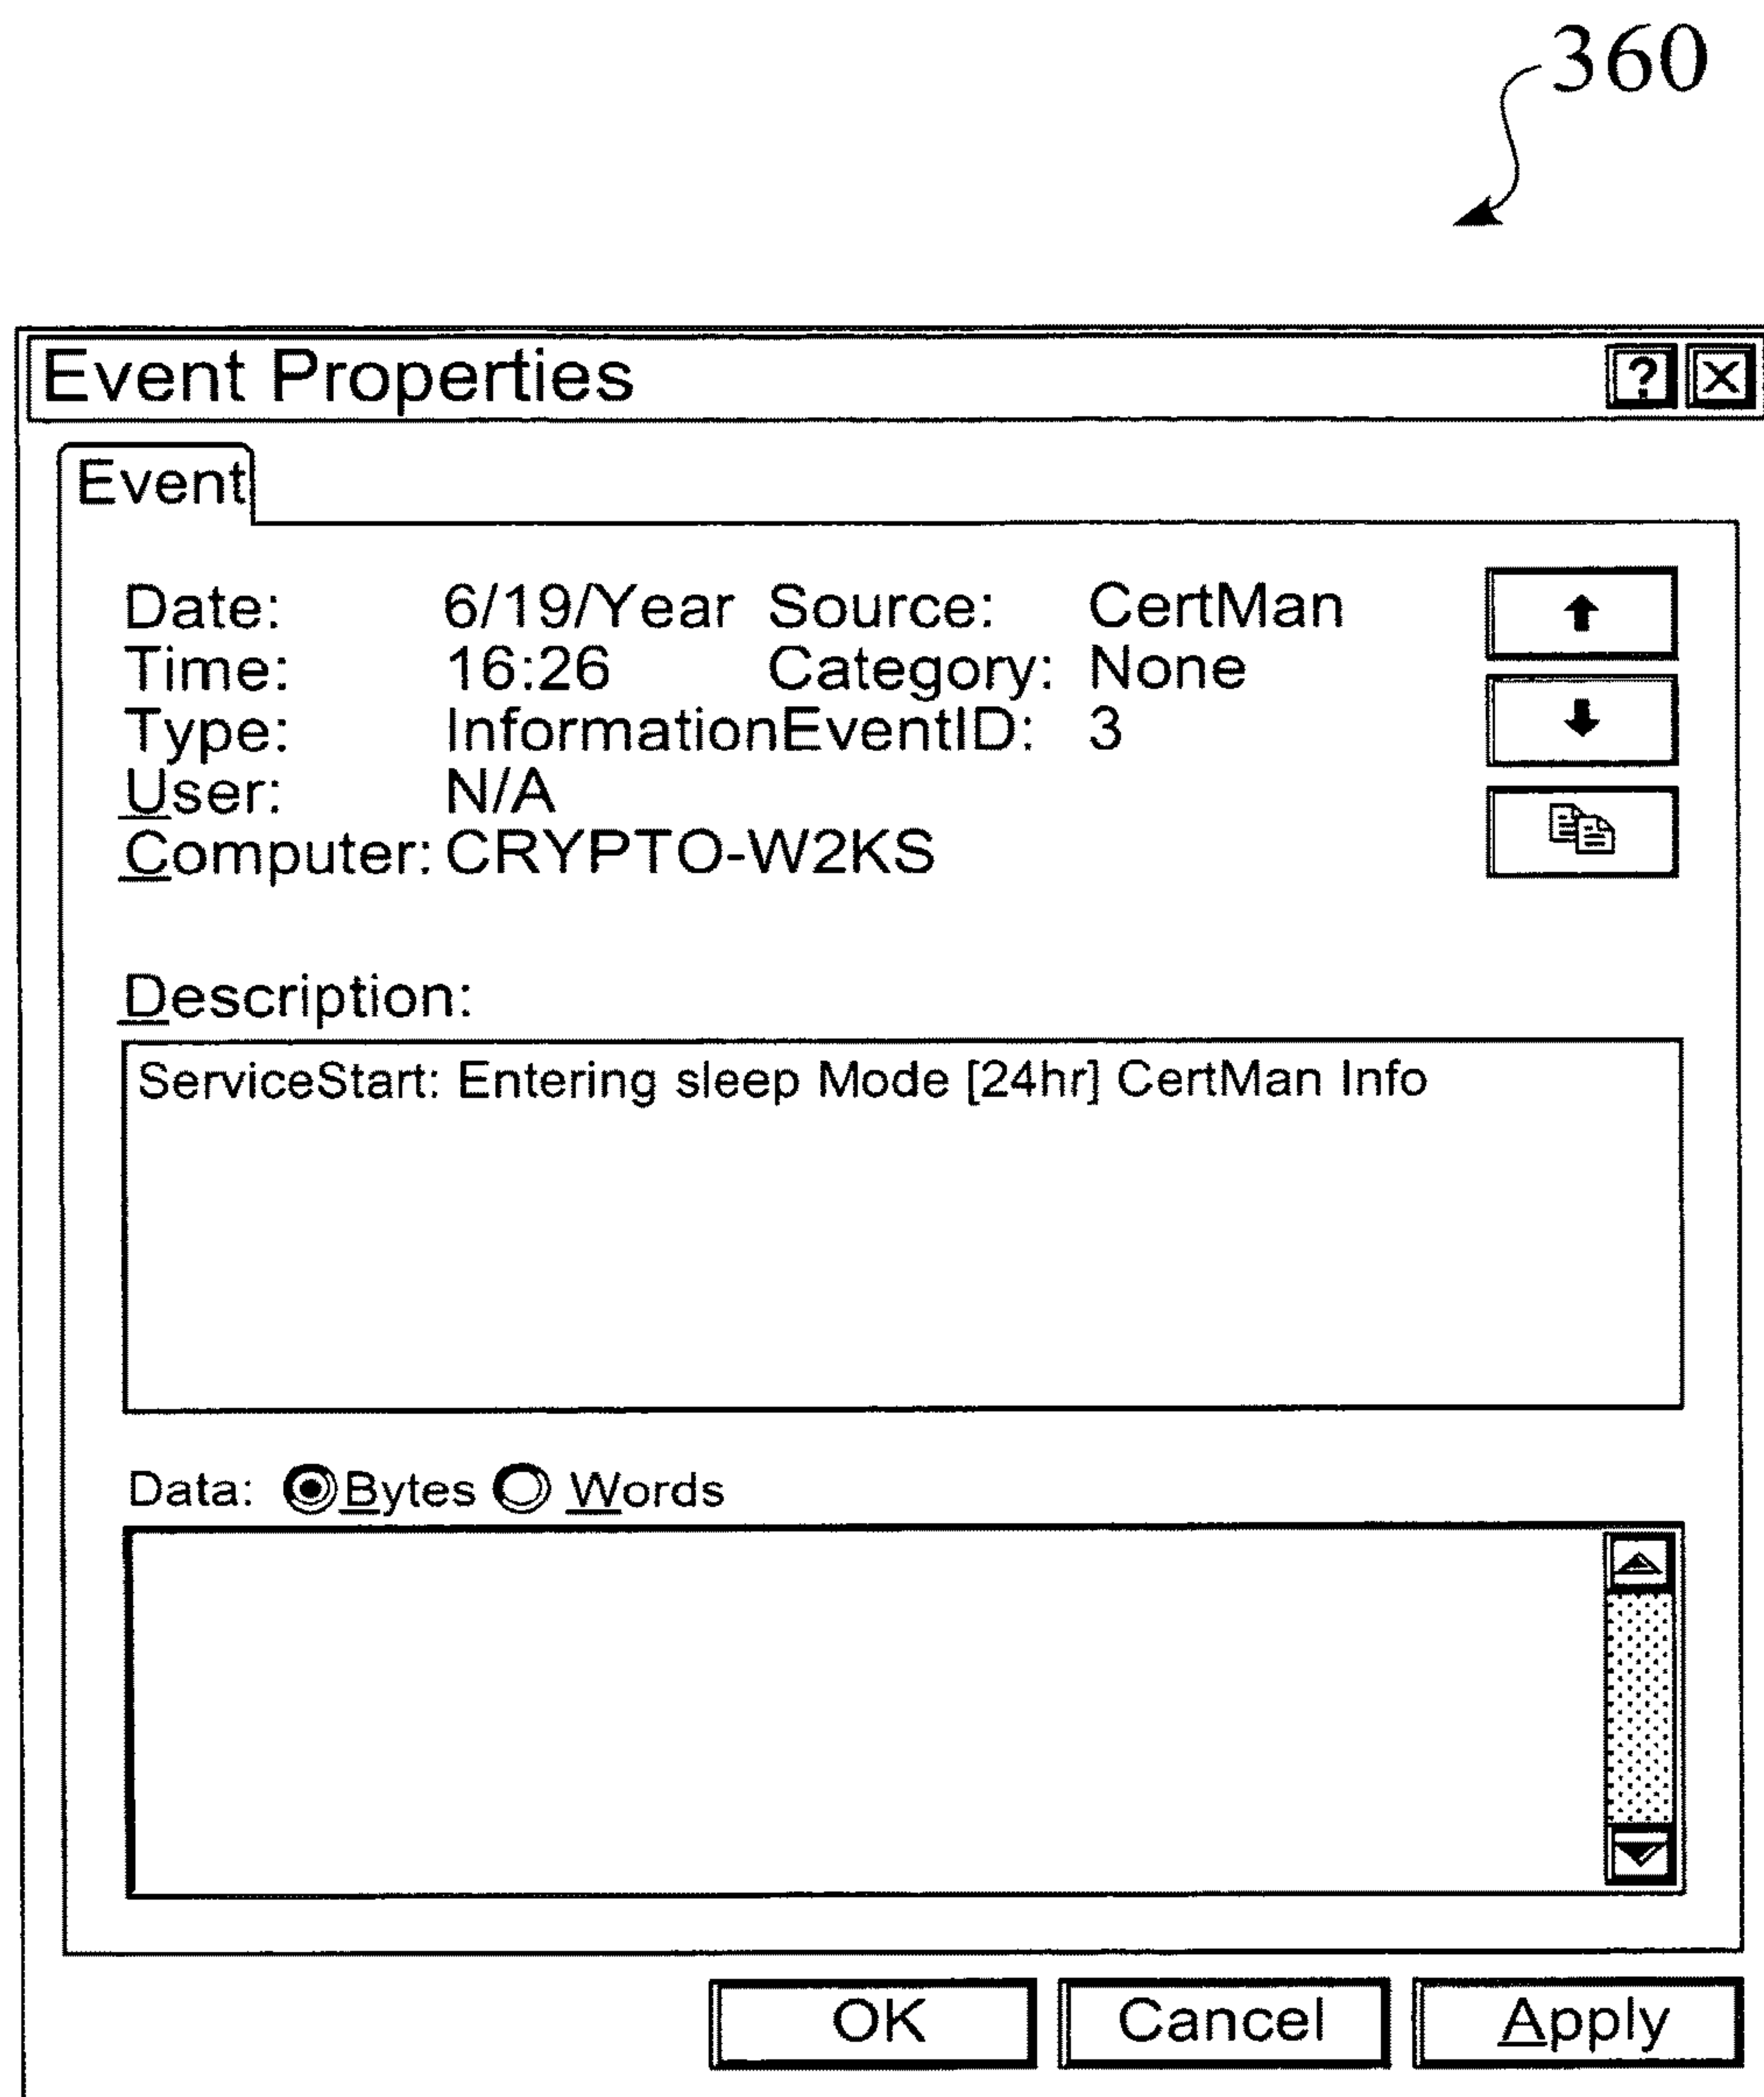 360
Event Properties ? X
Event
Date: 6/19/Year Source: CertMan
Time: 16:26 Category: None
Type: InformationEventID: 3
User: N/A
Computer: CRYPTO-W2KS
Description:
ServiceStart: Entering sleep Mode [24hr] CertMan Info
Data: Bytes Words
OK Cancel Apply